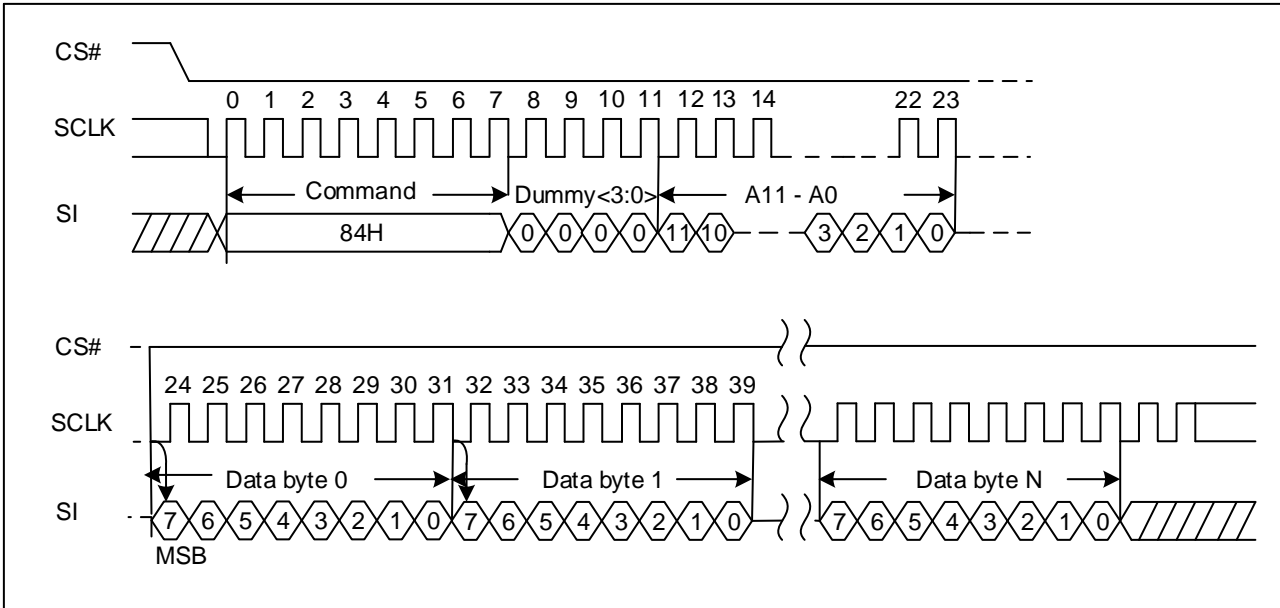 CS#
0 1 2 3 4 5 6 7 8 9 10 11 12 13 14 22 23
SCLK
Command Dummy<3:0> A11 - A0
SI
84H 0 0 0 0 11 10 3 2 1 0
CS#
24 25 26 27 28 29 30 31 32 33 34 35 36 37 38 39
SCLK
Data byte 0 Data byte 1 Data byte N
SI
7 6 5 4 3 2 1 0 7 6 5 4 3 2 1 0 7 6 5 4 3 2 1 0
MSB